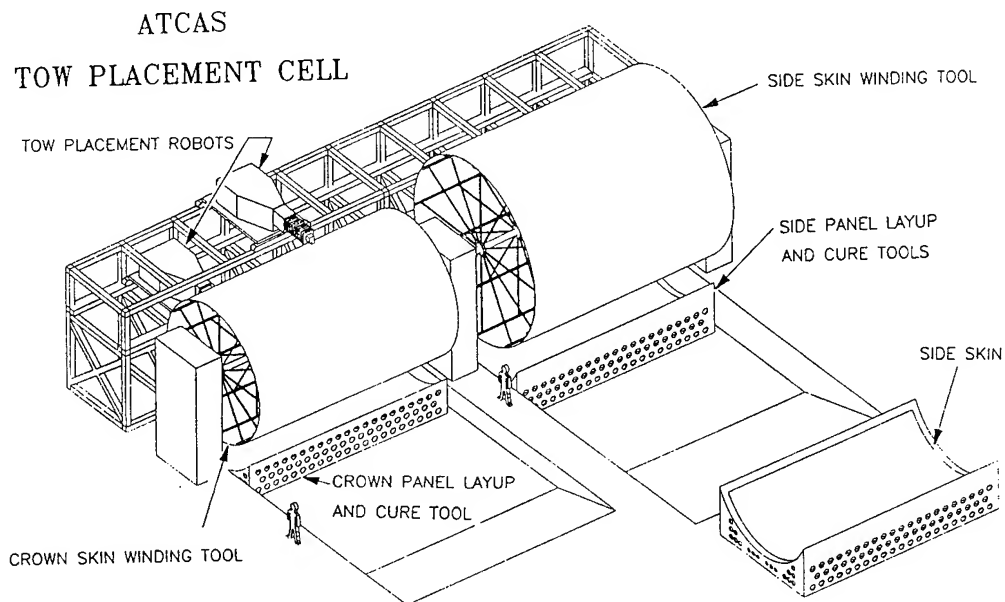 ATCAS
TOW PLACEMENT CELL
SIDE SKIN WINDING TOOL
TOW PLACEMENT ROBOTS
SIDE PANEL LAYUP
AND CURE TOOLS
SIDE SKIN
CROWN PANEL LAYUP
AND CURE TOOL
CROWN SKIN WINDING TOOL